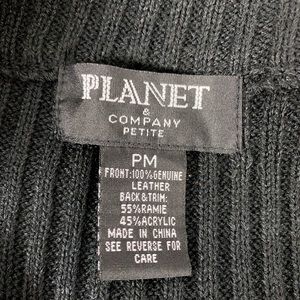 PLANET
&
COMPANY
PETITE
PM
FRONT:100%GENUINE
LEATHER
BACK&TRIM:
55%RAMIE
45%ACRYLIC
MADE IN CHINA
SEE REVERSE FOR
CARE